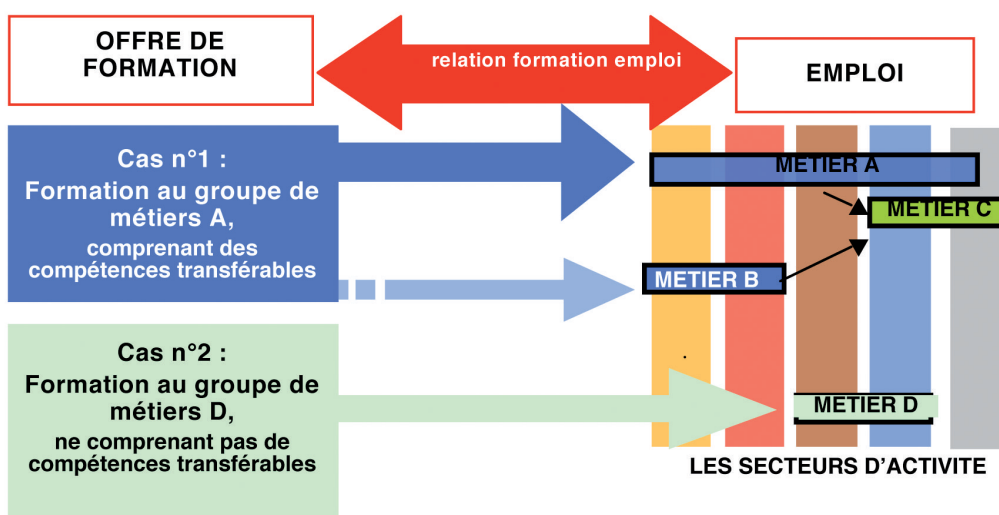 OFFRE DE
FORMATION
relation formation emploi
EMPLOI
Cas n°1 :
Formation au groupe de
métiers A,
comprenant des
compétences transférables
METIER A
METIER C
METIER B
Cas n°2 :
Formation au groupe de
métiers D,
ne comprenant pas de
compétences transférables
METIER D
LES SECTEURS D'ACTIVITE